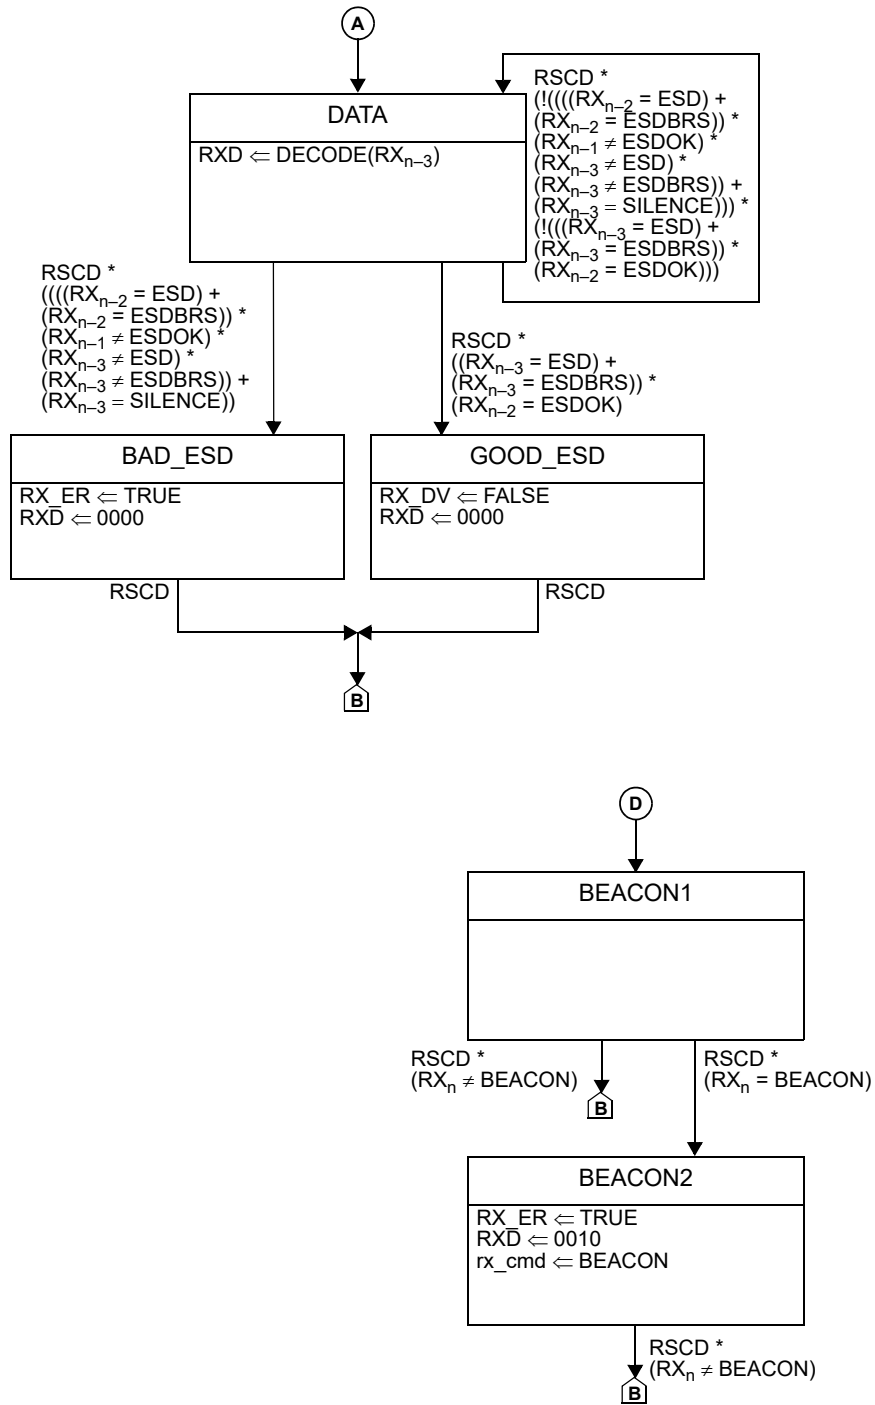 A
DATA
RXD ⇐ DECODE(RXn–3)
RSCD *
(!((((RXn–2 = ESD) +
(RXn–2 = ESDBRS)) *
(RXn–1 ≠ ESDOK) *
(RXn–3 ≠ ESD) *
(RXn–3 ≠ ESDBRS)) +
(RXn–3 = SILENCE))) *
(!(((RXn–3 = ESD) +
(RXn–3 = ESDBRS)) *
(RXn–2 = ESDOK)))
RSCD *
((((RXn–2 = ESD) +
(RXn–2 = ESDBRS)) *
(RXn–1 ≠ ESDOK) *
(RXn–3 ≠ ESD) *
(RXn–3 ≠ ESDBRS)) +
(RXn–3 = SILENCE))
RSCD *
((RXn–3 = ESD) +
(RXn–3 = ESDBRS)) *
(RXn–2 = ESDOK)
BAD_ESD
RX_ER ⇐ TRUE
RXD ⇐ 0000
GOOD_ESD
RX_DV ⇐ FALSE
RXD ⇐ 0000
RSCD
RSCD
B
D
BEACON1
RSCD *
(RXn ≠ BEACON)
B
RSCD *
(RXn = BEACON)
BEACON2
RX_ER ⇐ TRUE
RXD ⇐ 0010
rx_cmd ⇐ BEACON
RSCD *
(RXn ≠ BEACON)
B